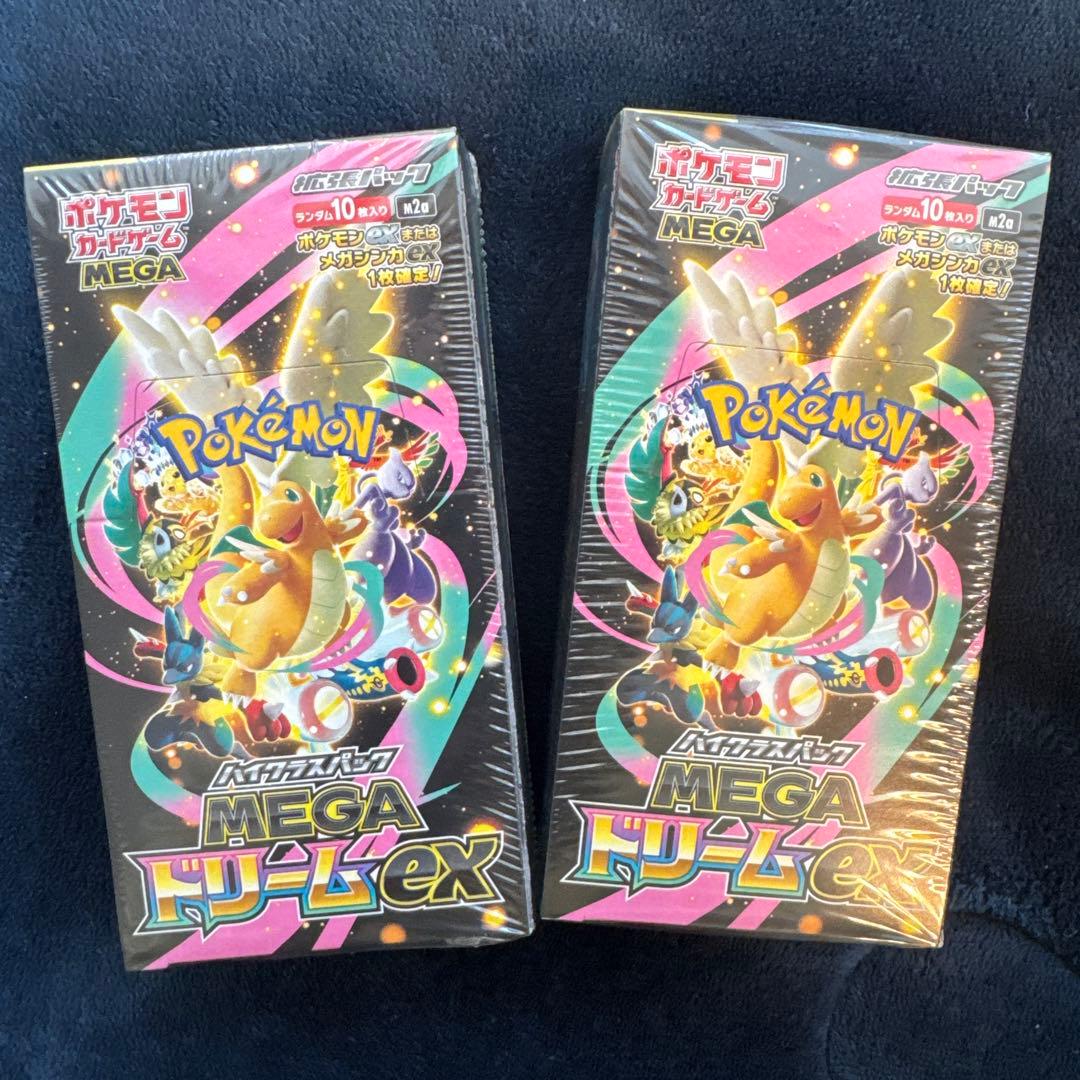 ポケモン
カードゲーム
MEGA
拡張パック
ランダム10枚入り M2a
ポケモンexまたは
メガシンカex
1枚確定!
POKÉMON
ハイクラスパック
MEGA
ドリームex
ポケモン
カードゲーム
MEGA
拡張パック
ランダム10枚入り M2a
ポケモンexまたは
メガシンカex
1枚確定!
POKÉMON
ハイクラスパック
MEGA
ドリームex